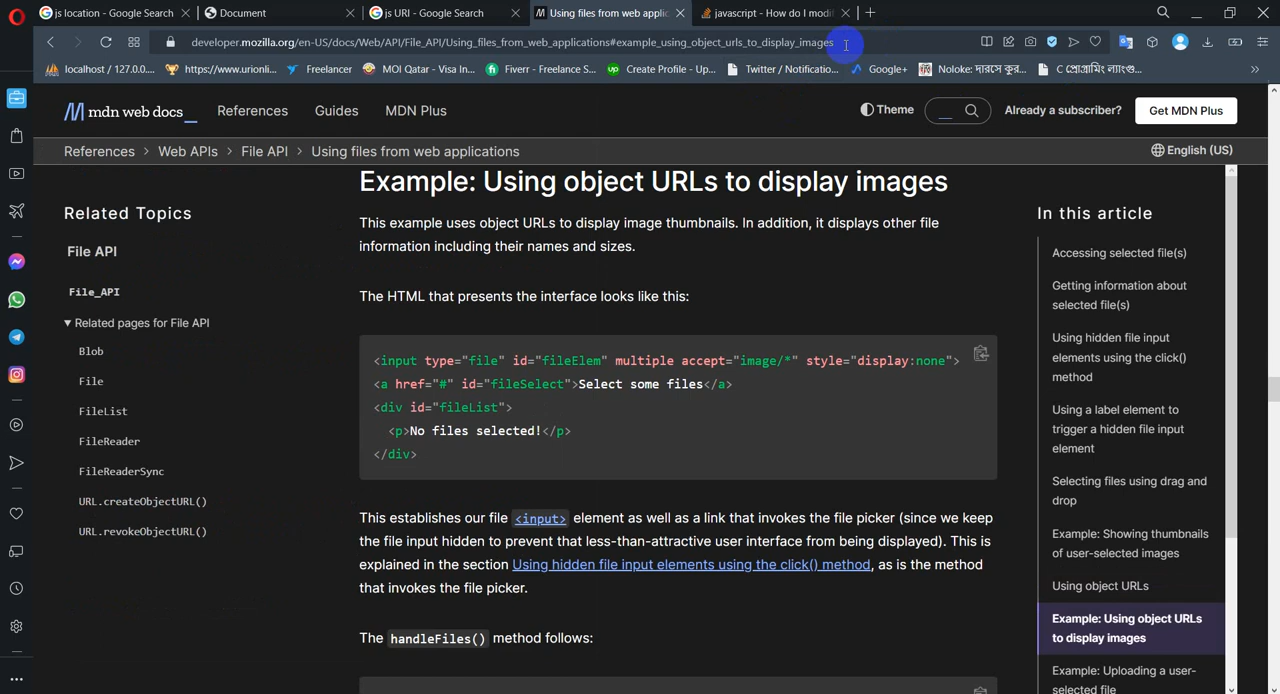 js location - Google Search
Document
js URI - Google Search
Using files from web applic
javascript - How do I modif
developer.mozilla.org/en-US/docs/Web/API/File_API/Using_files_from_web_applications#example_using_object_urls_to_display_images
localhost / 127.0.0....
https://www.urionli...
Freelancer
MOI Qatar - Visa In...
Fiverr - Freelance S...
Create Profile - Up...
Twitter / Notificatio...
Google+
Noloke: দারসে কুর...
C প্রোগ্রামিং ল্যাংগু...
mdn web docs_
References
Guides
MDN Plus
Theme
Already a subscriber?
Get MDN Plus
References > Web APIs > File API > Using files from web applications
English (US)
Related Topics
File API
File_API
Related pages for File API
Blob
File
FileList
FileReader
FileReaderSync
URL.createObjectURL()
URL.revokeObjectURL()
Example: Using object URLs to display images
This example uses object URLs to display image thumbnails. In addition, it displays other file
information including their names and sizes.
The HTML that presents the interface looks like this:
<input type="file" id="fileElem" multiple accept="image/*" style="display:none">
<a href="#" id="fileSelect">Select some files</a>
<div id="fileList">
<p>No files selected!</p>
</div>
This establishes our file <input> element as well as a link that invokes the file picker (since we keep
the file input hidden to prevent that less-than-attractive user interface from being displayed). This is
explained in the section Using hidden file input elements using the click() method, as is the method
that invokes the file picker.
The handleFiles() method follows:
In this article
Accessing selected file(s)
Getting information about
selected file(s)
Using hidden file input
elements using the click()
method
Using a label element to
trigger a hidden file input
element
Selecting files using drag and
drop
Example: Showing thumbnails
of user-selected images
Using object URLs
Example: Using object URLs
to display images
Example: Uploading a user-
selected file